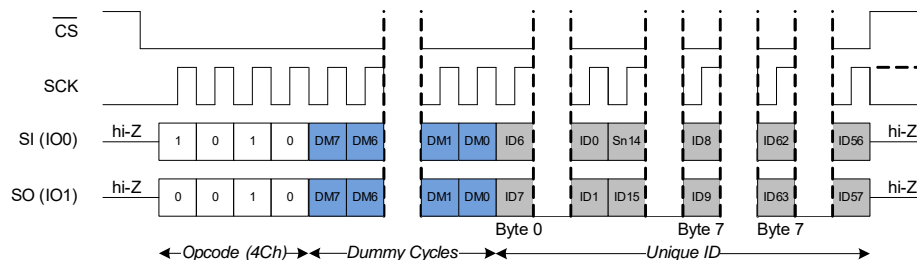 CS
SCK
SI (IO0) hi-Z 1 0 1 0 DM7 DM6 DM1 DM0 ID6 ID0 Sn14 ID8 ID62 ID56 hi-Z
SO (IO1) hi-Z 0 0 1 0 DM7 DM6 DM1 DM0 ID7 ID1 ID15 ID9 ID63 ID57 hi-Z
Byte 0 Byte 7 Byte 7
Opcode (4Ch) Dummy Cycles Unique ID